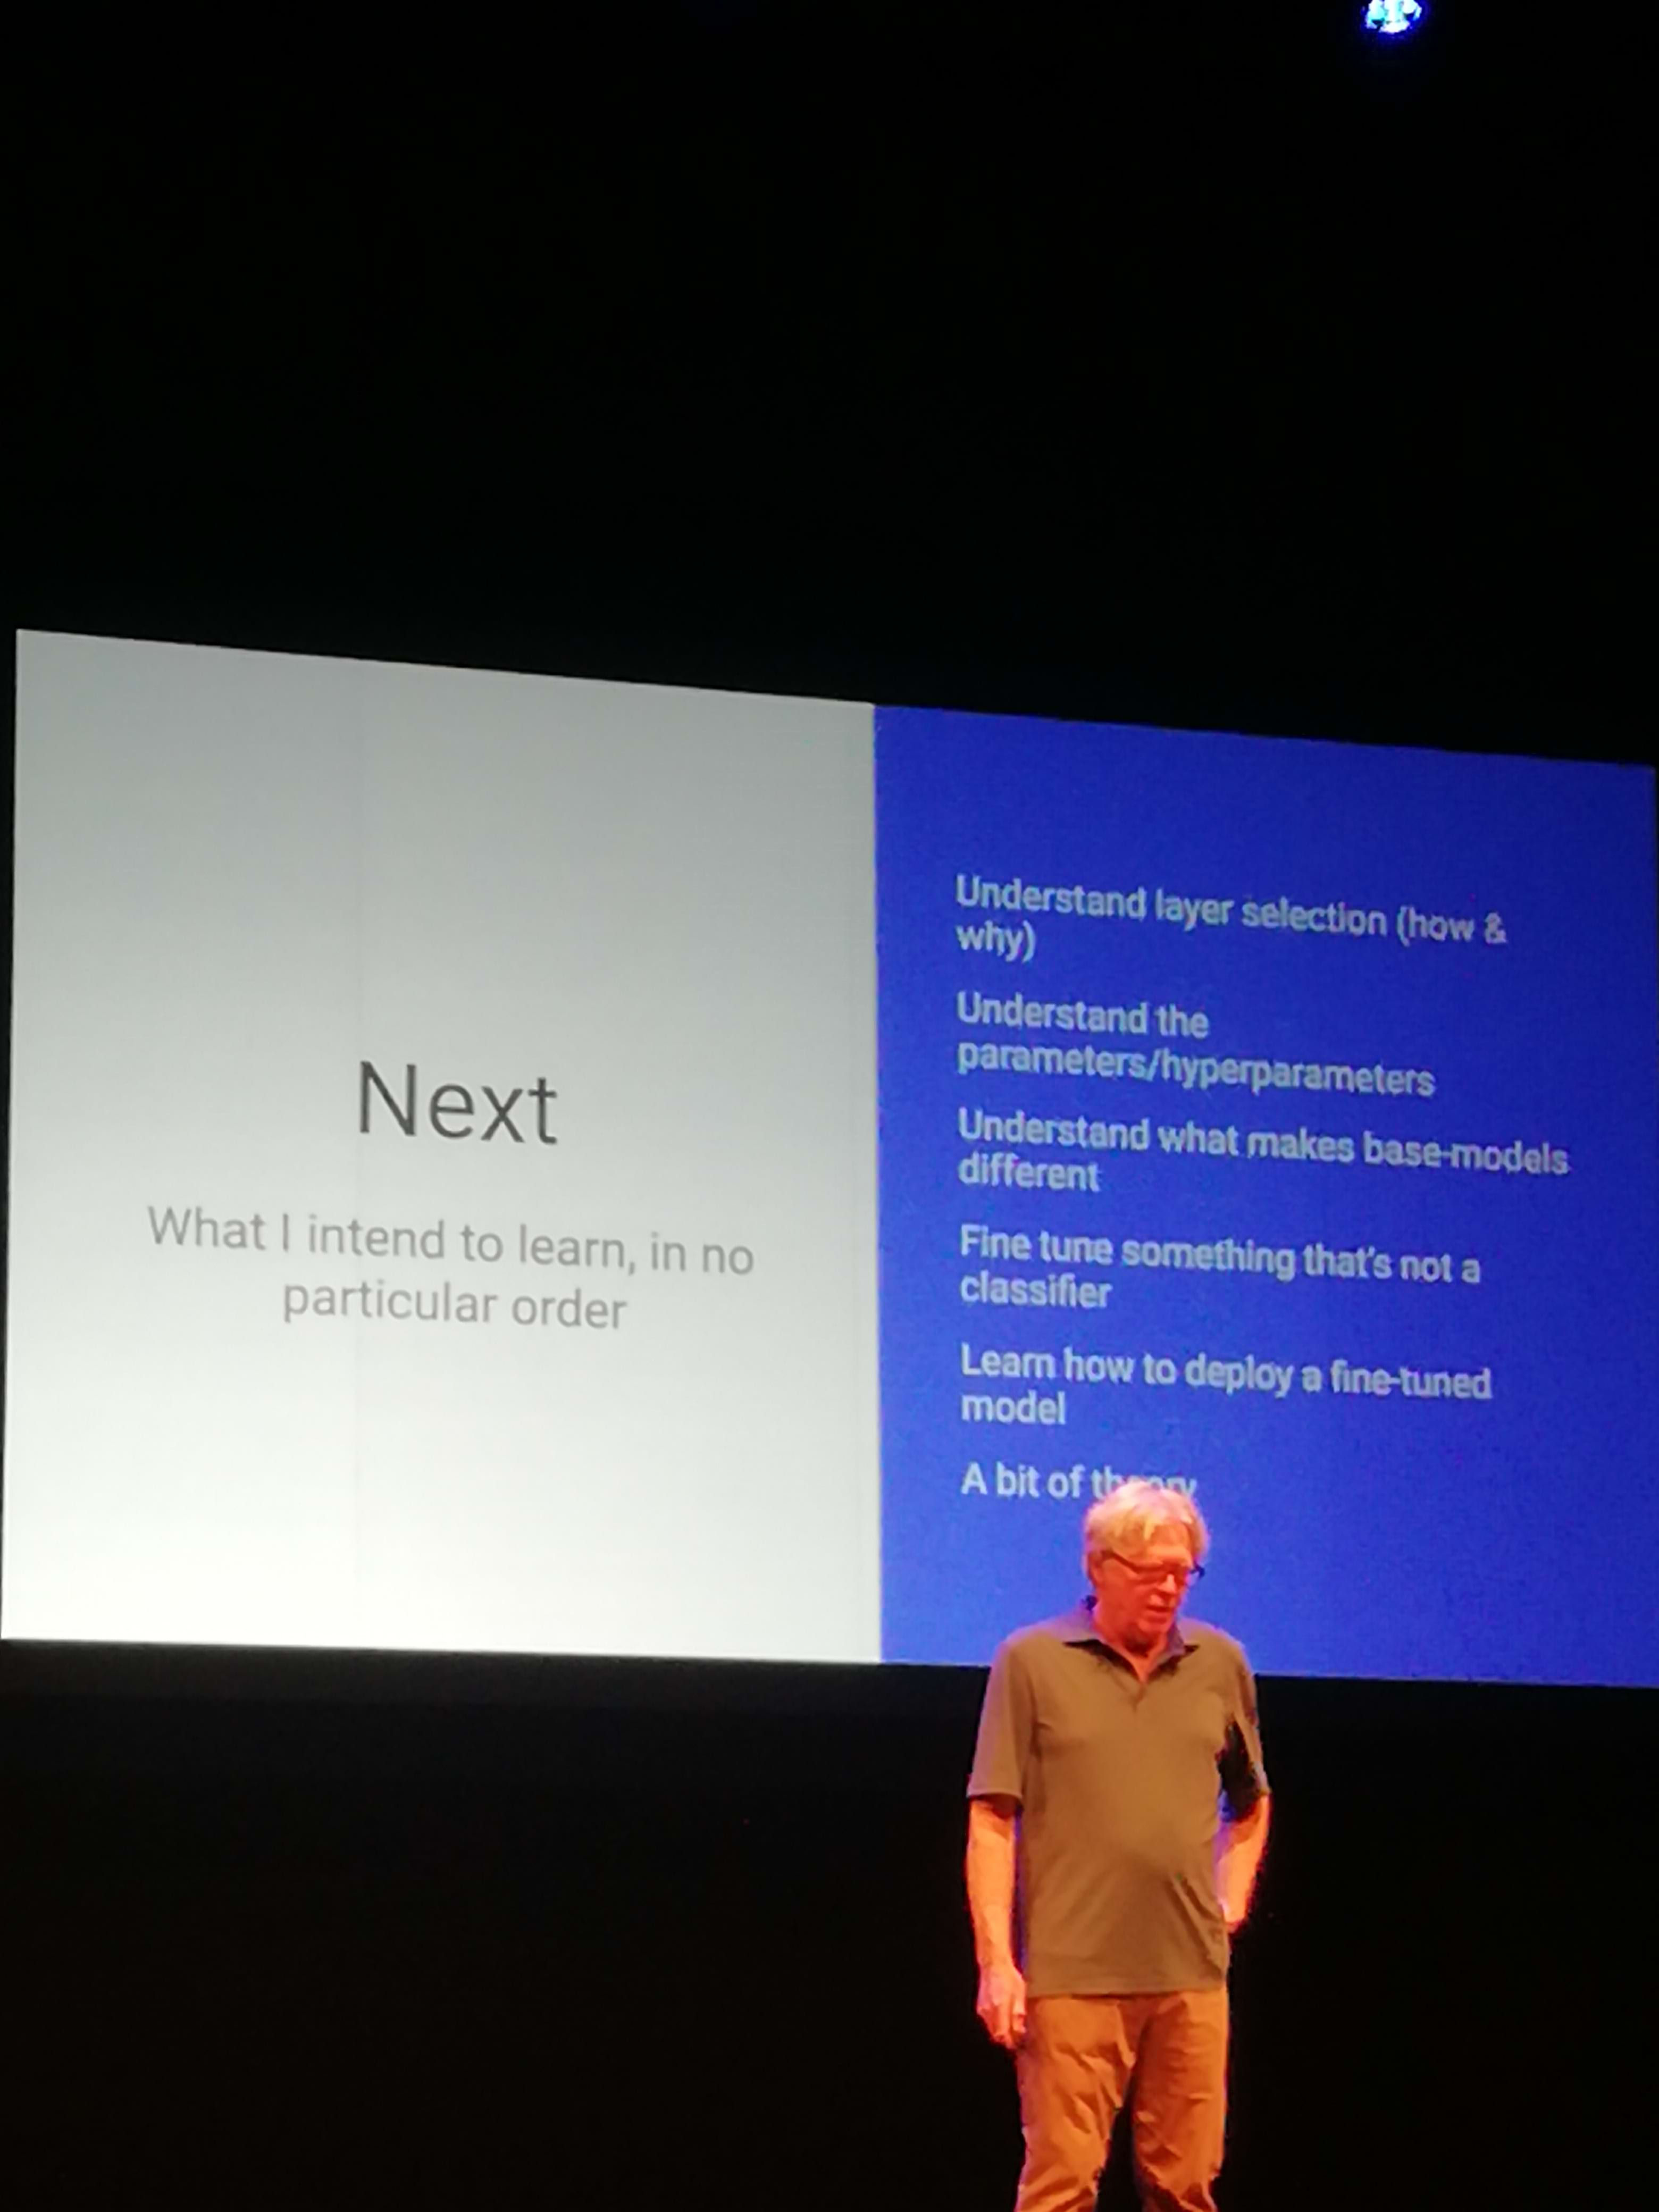 Next
What I intend to learn, in no
particular order
Understand layer selection (how &
why)
Understand the
parameters/hyperparameters
Understand what makes base-models
different
Fine tune something that's not a
classifier
Learn how to deploy a fine-tuned
model
A bit of theory